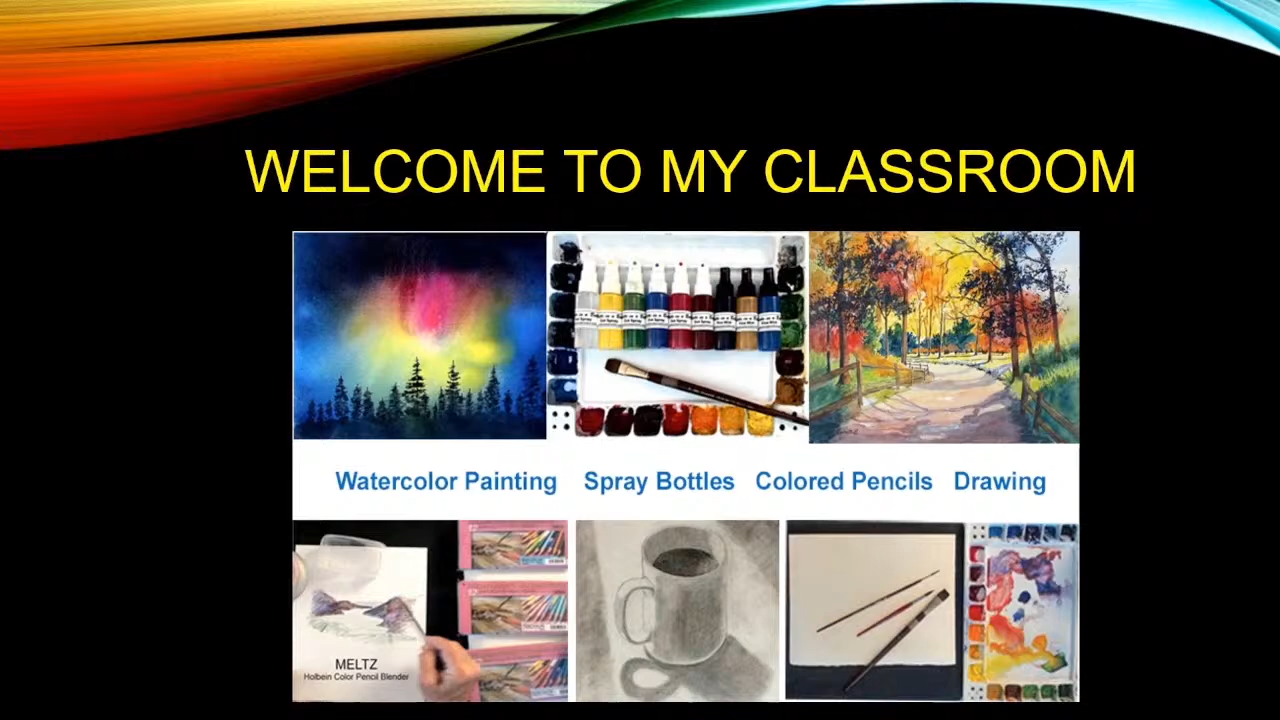 WELCOME TO MY CLASSROOM
Watercolor Painting Spray Bottles Colored Pencils Drawing
MELTZ
Holbein Color Pencil Blender